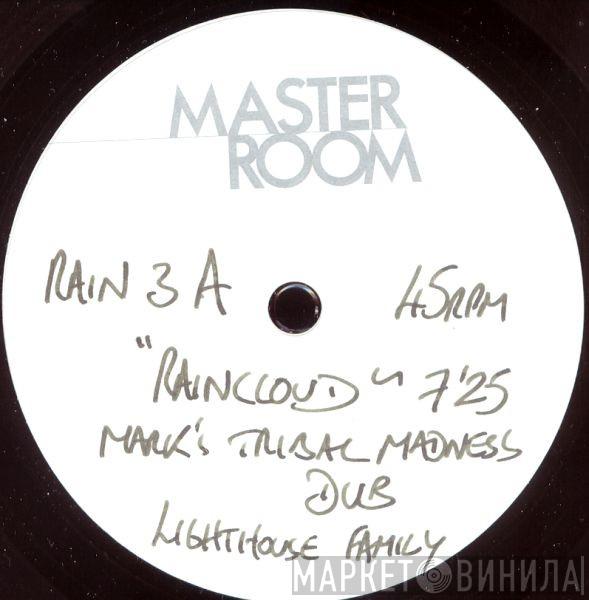 MASTER
ROOM
RAIN 3 A 45RPM
"RAINCLOUD" 7'25
MARK'S TRIBAL MADNESS
DUB
LIGHTHOUSE FAMILY
МАРКЕТ ВИНИЛА